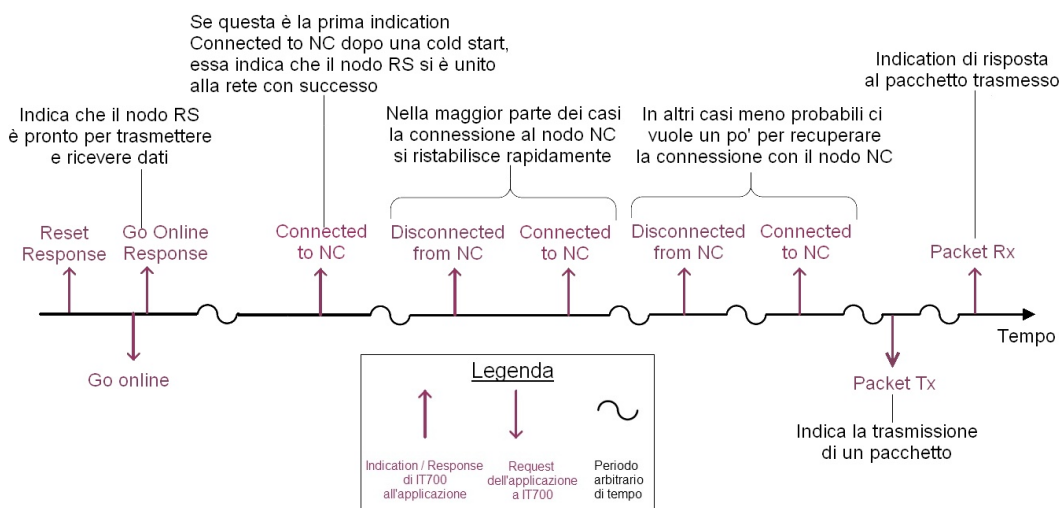 Se questa è la prima indication
Connected to NC dopo una cold start,
essa indica che il nodo RS si è unito
alla rete con successo
Indication di risposta
al pacchetto trasmesso
Indica che il nodo RS
è pronto per trasmettere
e ricevere dati
Nella maggior parte dei casi
la connessione al nodo NC
si ristabilisce rapidamente
In altri casi meno probabili ci
vuole un po' per recuperare
la connessione con il nodo NC
Reset
Response
Go Online
Response
Connected
to NC
Disconnected
from NC
Connected
to NC
Disconnected
from NC
Connected
to NC
Packet Rx
Tempo
Go online
Packet Tx
Indica la trasmissione
di un pacchetto
Legenda
Indication / Response
di IT700
all'applicazione
Request
dell'applicazione
a IT700
Periodo
arbitrario
di tempo